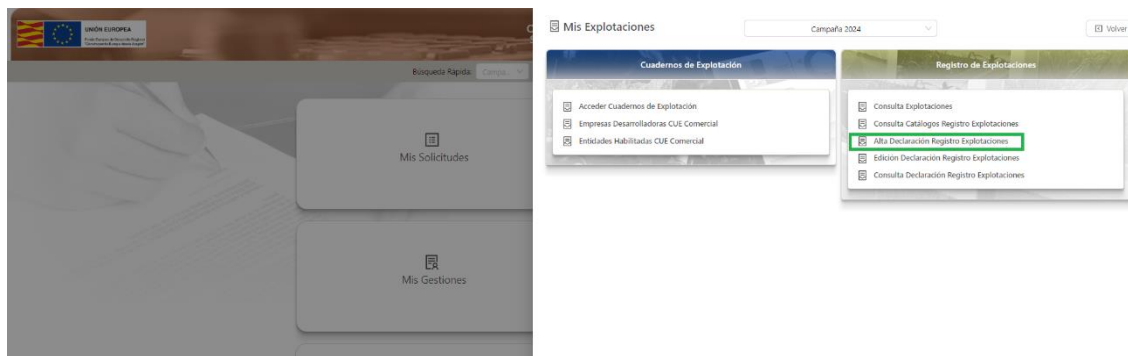 UNIÓN EUROPEA
Búsqueda Rápida: Campa...
Mis Solicitudes
Mis Gestiones
Mis Explotaciones
Campaña 2024
Volver
Cuadernos de Explotación
Acceder Cuadernos de Explotación
Empresas Desarrolladoras CUE Comercial
Entidades Habilitadas CUE Comercial
Registro de Explotaciones
Consulta Explotaciones
Consulta Catálogos Registro Explotaciones
Alta Declaración Registro Explotaciones
Edición Declaración Registro Explotaciones
Consulta Declaración Registro Explotaciones